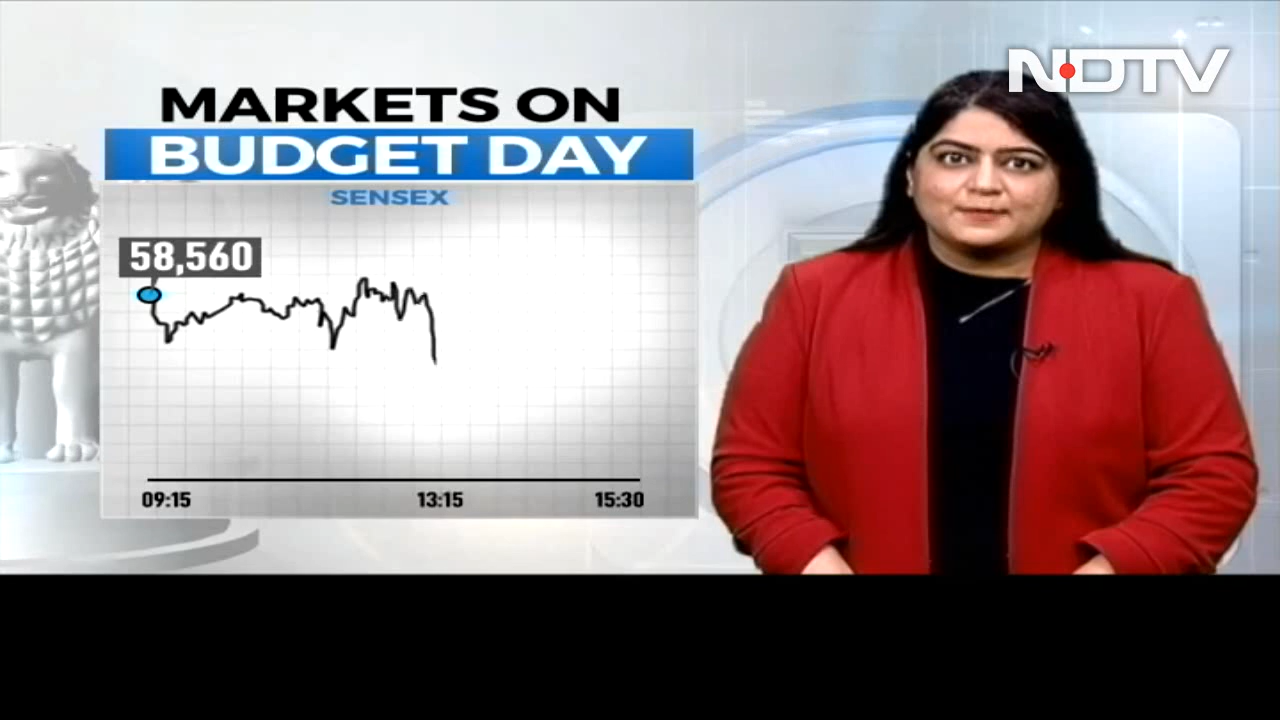 NDTV
MARKETS ON
BUDGET DAY
SENSEX
58,560
09:15 13:15 15:30